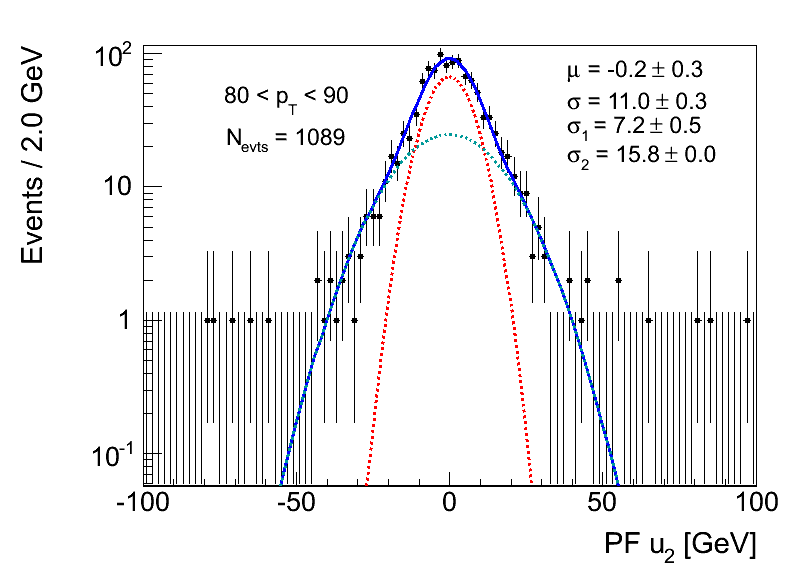 Events / 2.0 GeV
10²
10
1
10⁻¹
80 < p_T < 90
N_evts = 1089
μ = -0.2 ± 0.3
σ = 11.0 ± 0.3
σ₁ = 7.2 ± 0.5
σ₂ = 15.8 ± 0.0
-100 -50 0 50 100
PF u₂ [GeV]